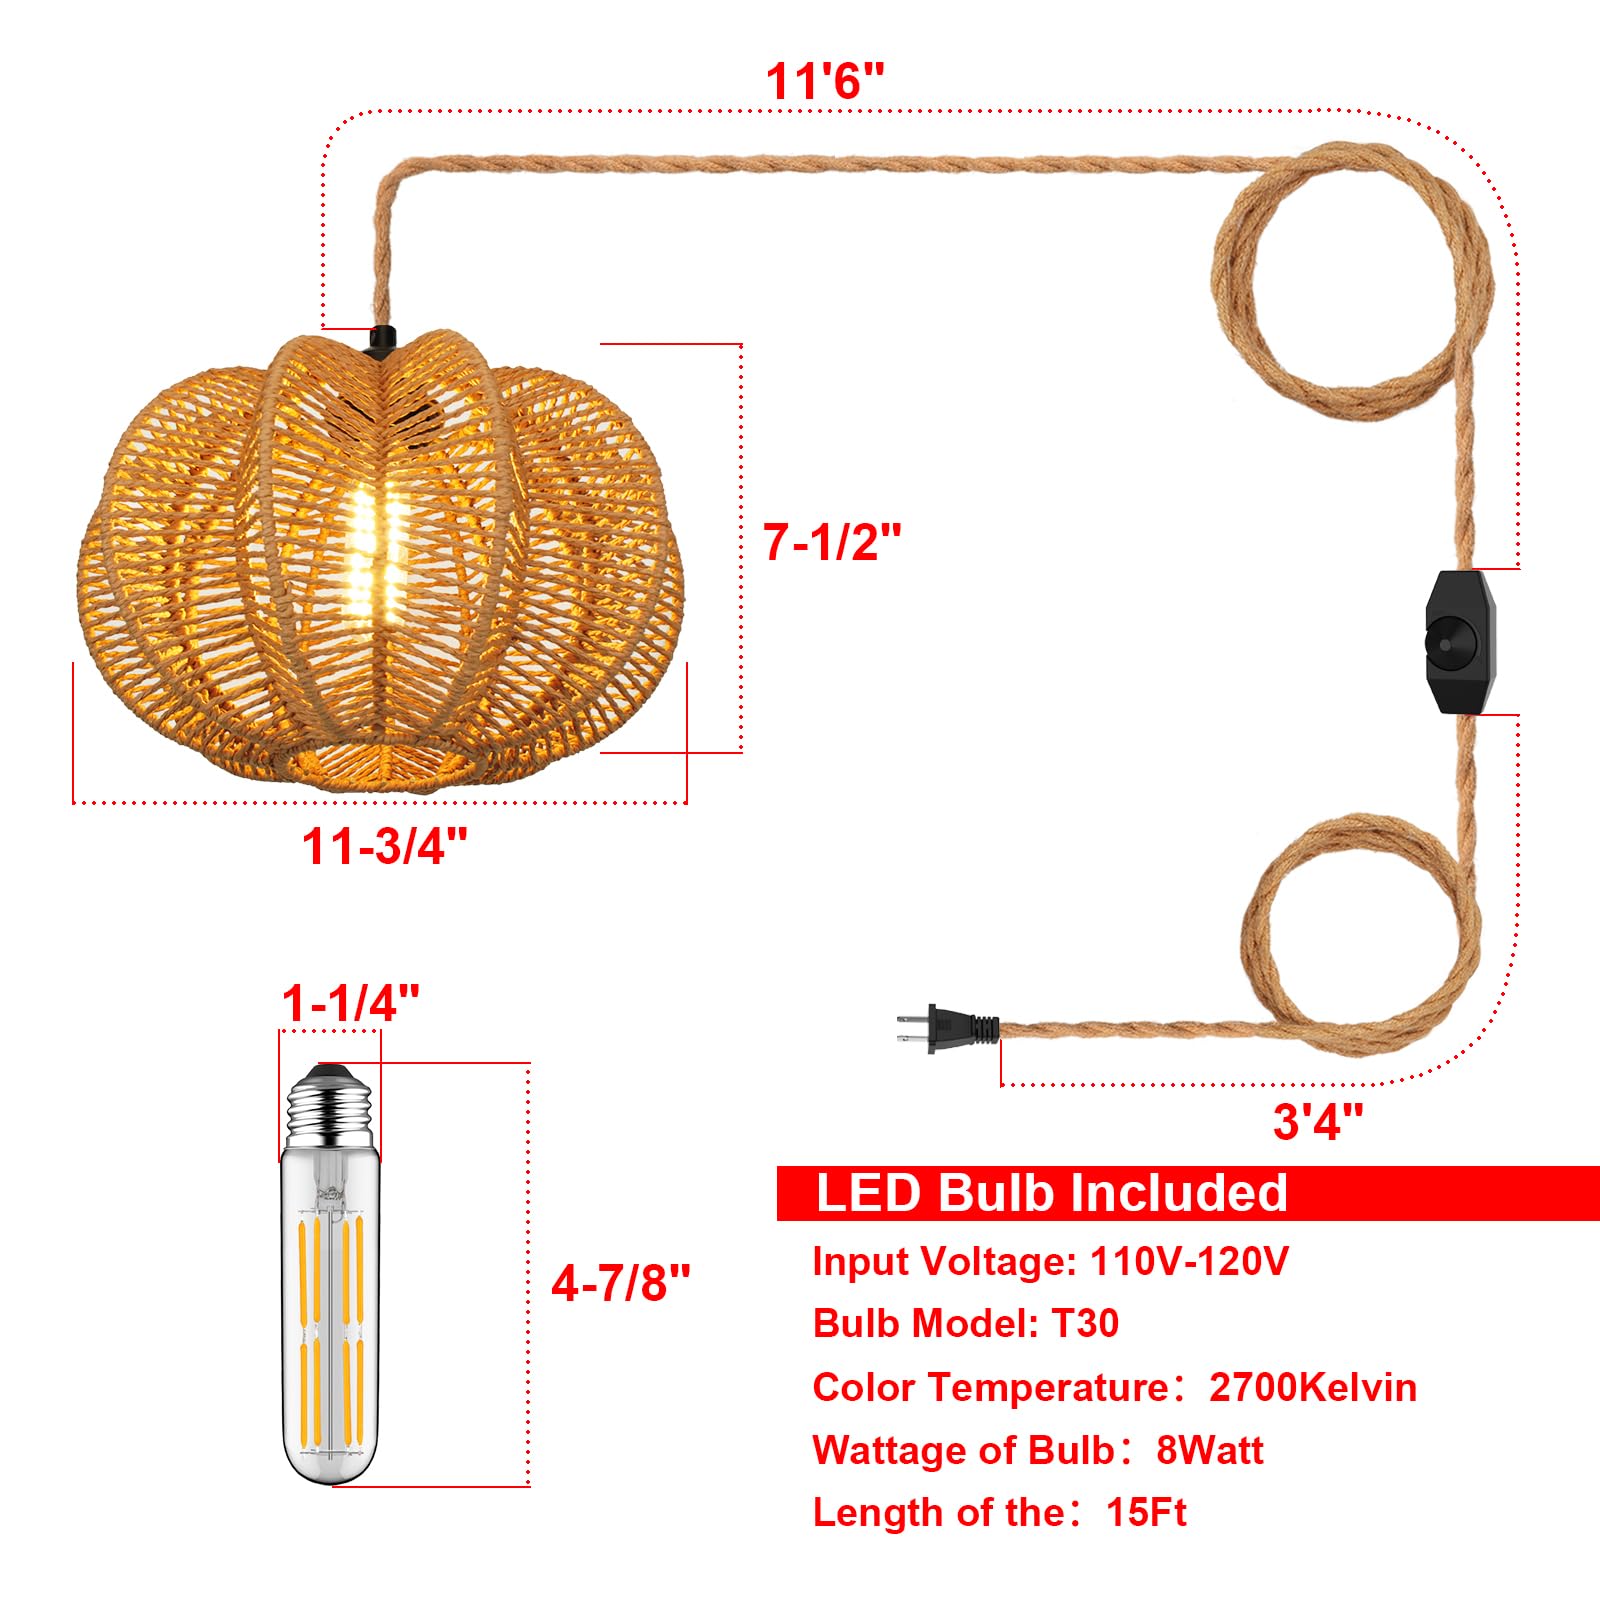 11'6"
7-1/2"
11-3/4"
1-1/4"
4-7/8"
3'4"
LED Bulb Included
Input Voltage: 110V-120V
Bulb Model: T30
Color Temperature：2700Kelvin
Wattage of Bulb：8Watt
Length of the：15Ft